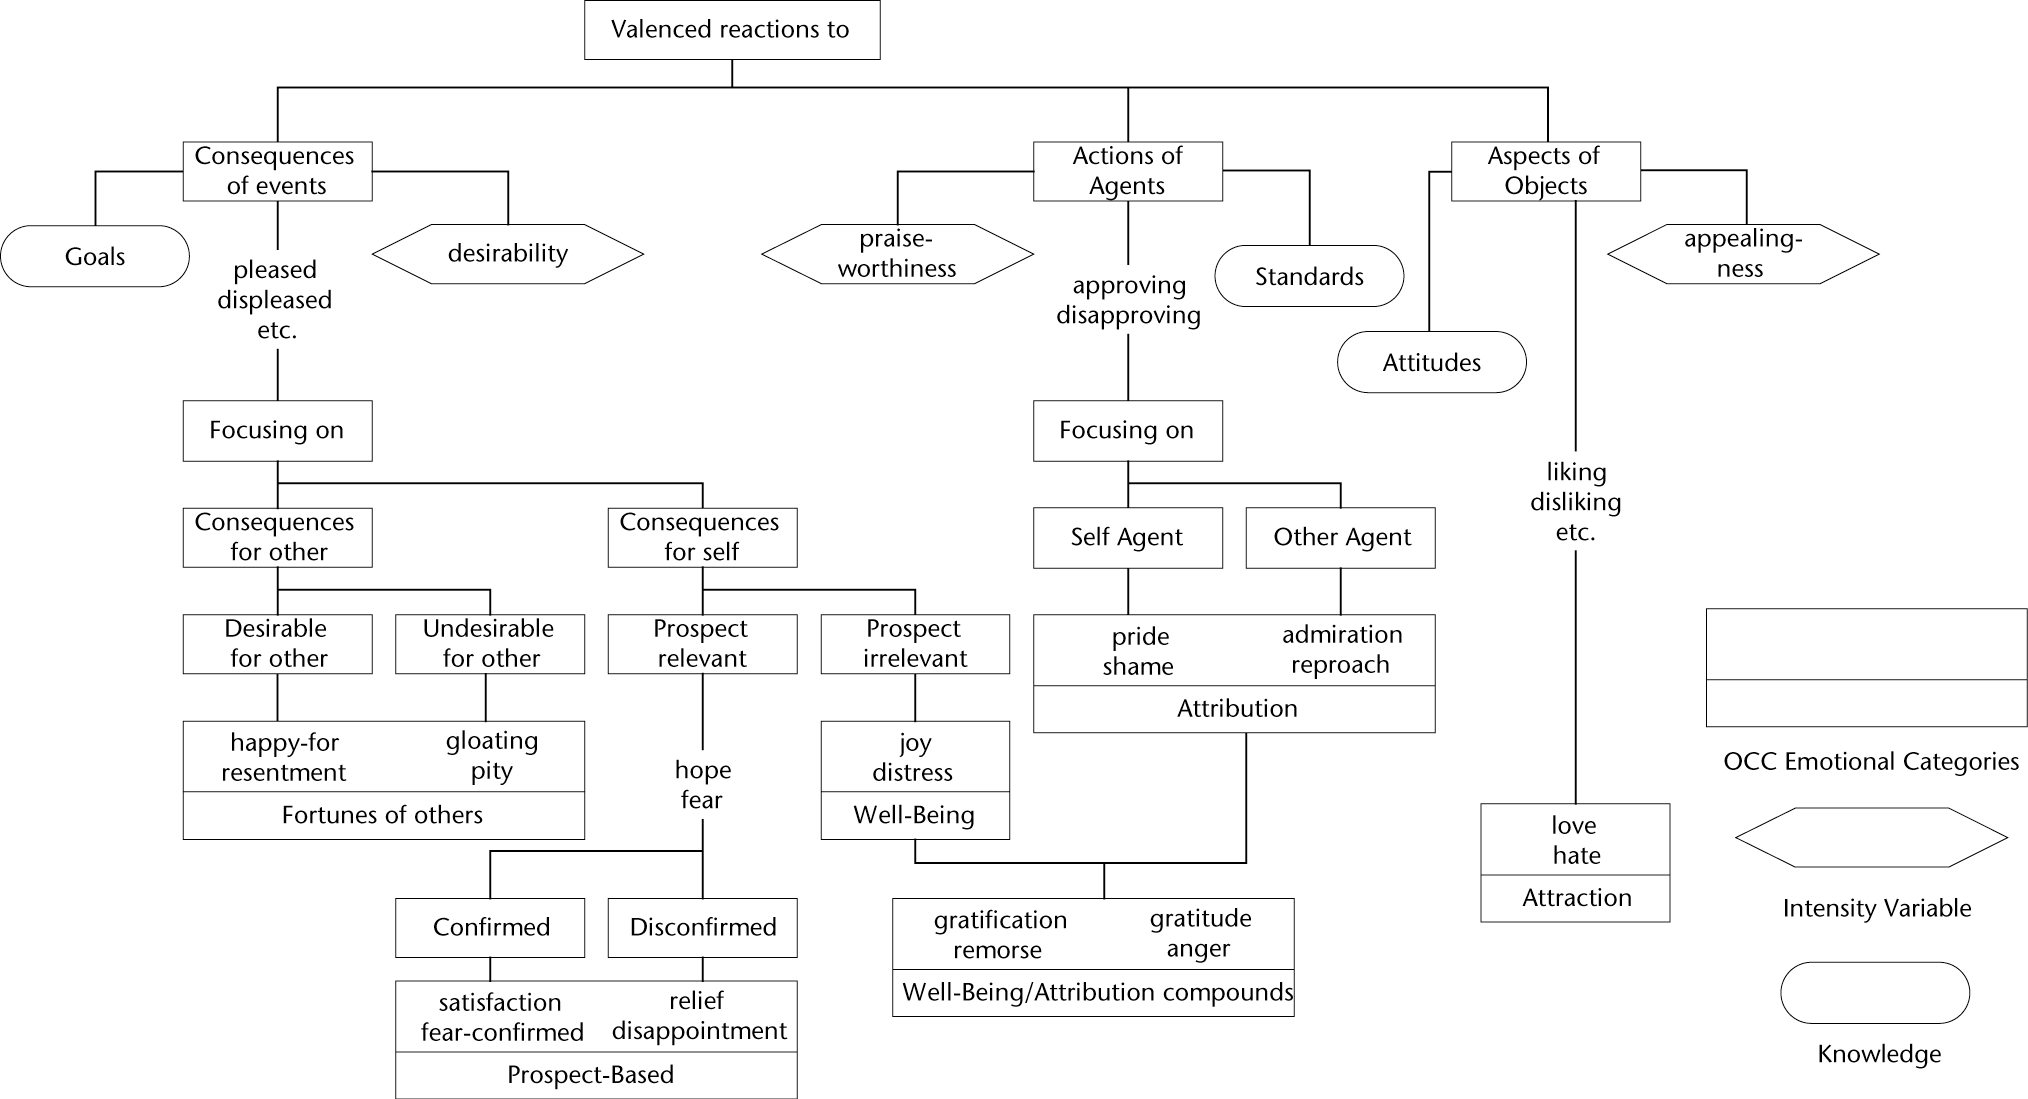 Valenced reactions to
Consequences
of events
Actions of
Agents
Aspects of
Objects
Goals
desirability
praise-
worthiness
Standards
appealing-
ness
pleased
displeased
etc.
approving
disapproving
Attitudes
Focusing on
Focusing on
liking
disliking
etc.
Consequences
for other
Consequences
for self
Self Agent
Other Agent
Desirable
for other
Undesirable
for other
Prospect
relevant
Prospect
irrelevant
pride
shame
admiration
reproach
Attribution
happy-for
resentment
gloating
pity
Fortunes of others
hope
fear
joy
distress
Well-Being
love
hate
Attraction
Confirmed
Disconfirmed
gratification
remorse
gratitude
anger
Well-Being/Attribution compounds
satisfaction
fear-confirmed
relief
disappointment
Prospect-Based
OCC Emotional Categories
Intensity Variable
Knowledge